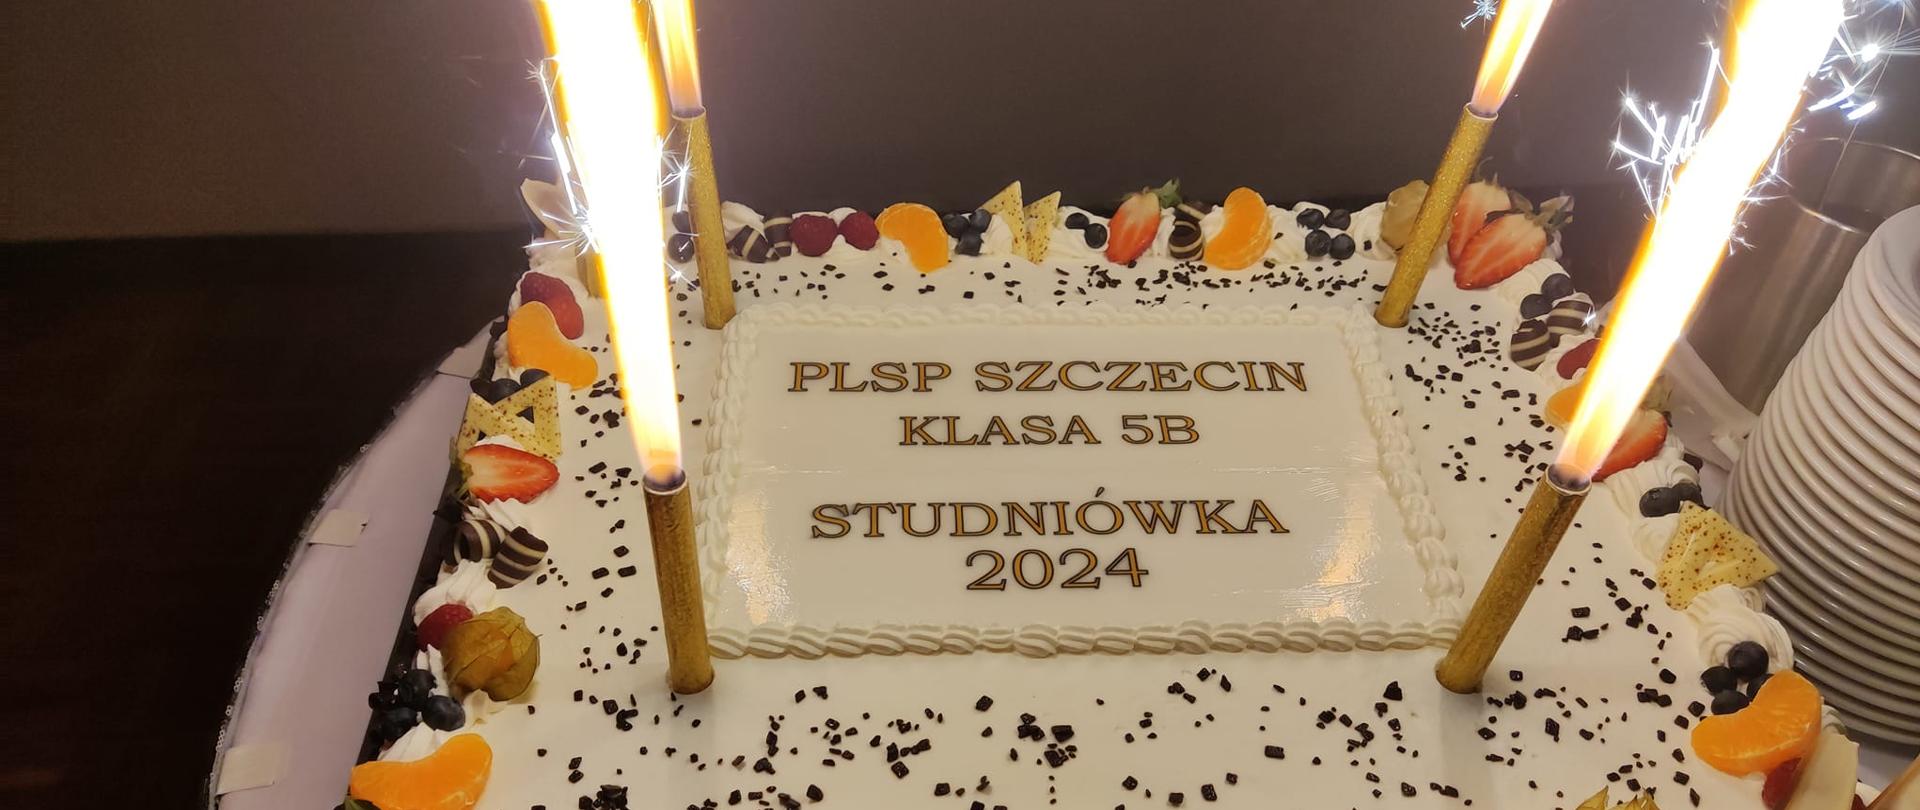 PLSP SZCZECIN
KLASA 5B
STUDNIÓWKA
2024